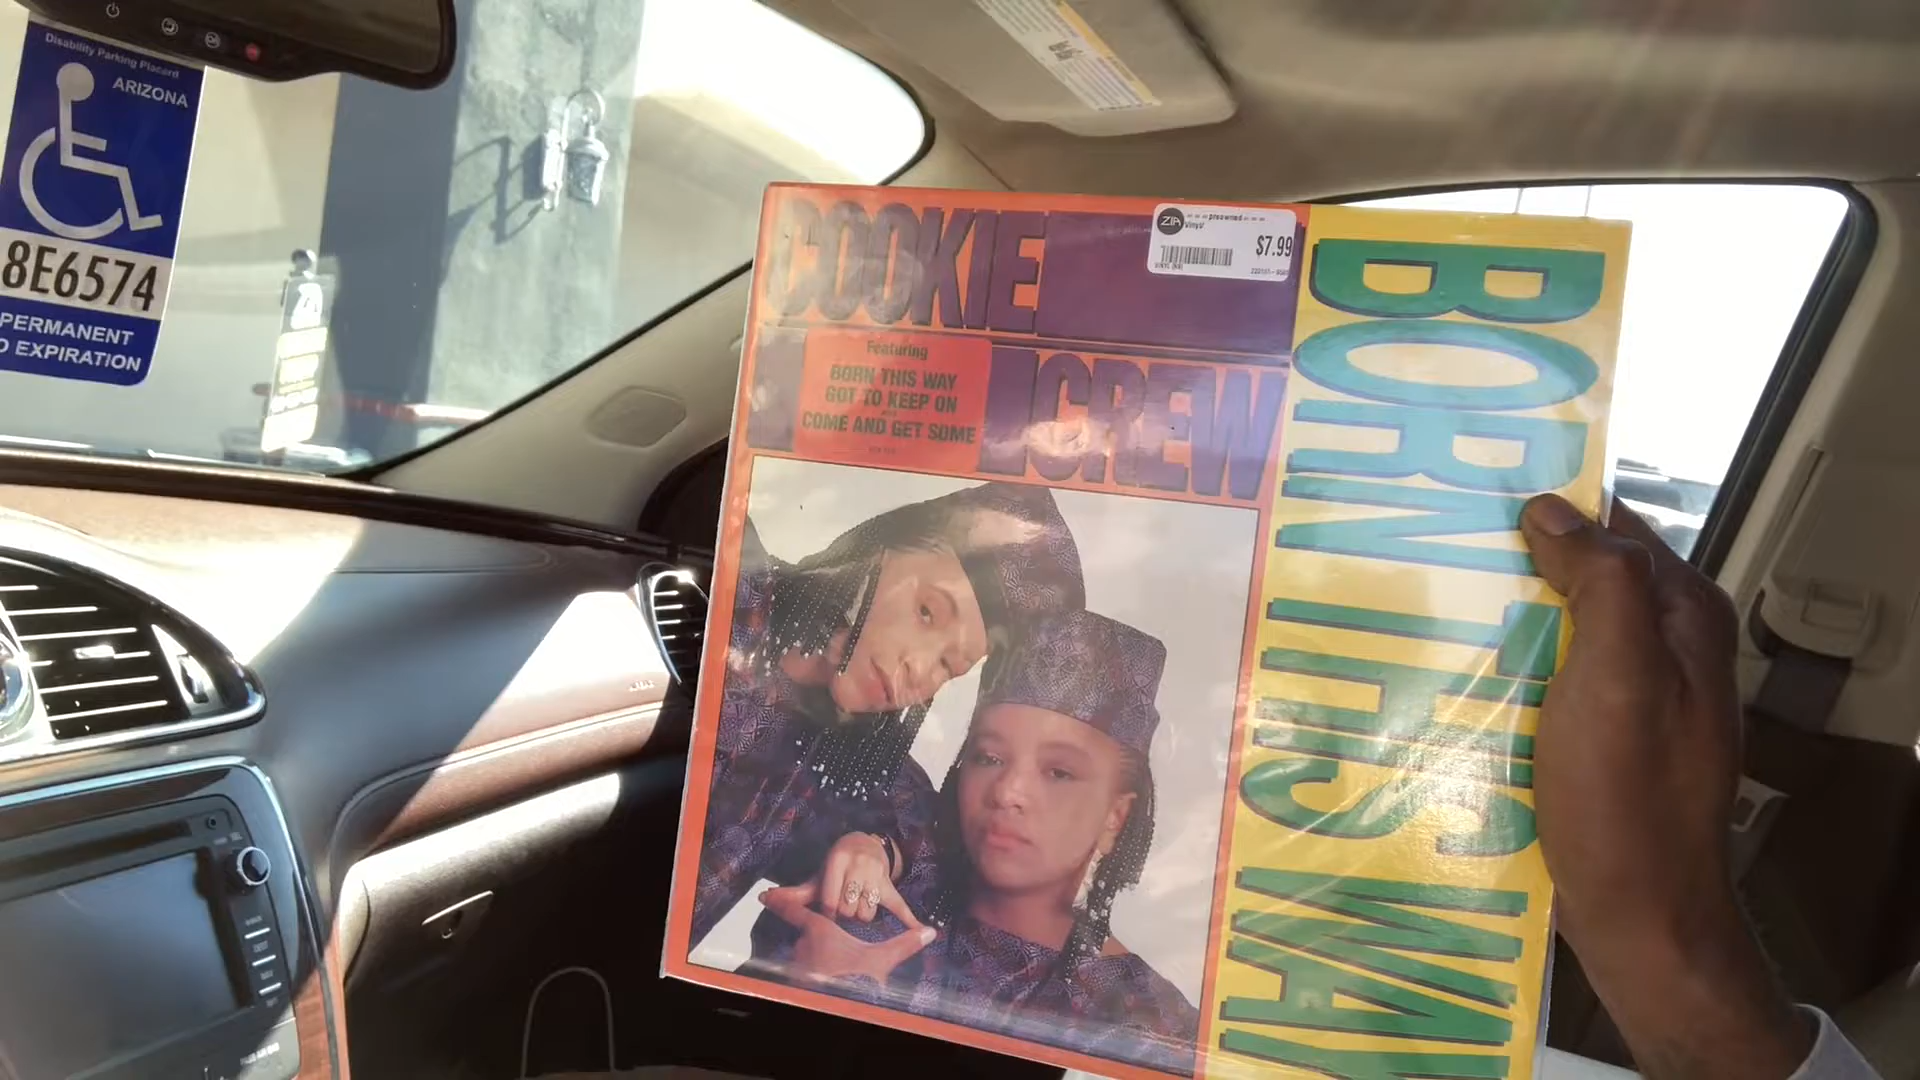 Disability Parking Placard
ARIZONA
8E6574
PERMANENT
EXPIRATION
COOKIE
CREW
ZIA
preowned
Vinyl
$7.99
Featuring
BORN THIS WAY
GOT TO KEEP ON
COME AND GET SOME
BORN THIS WAY